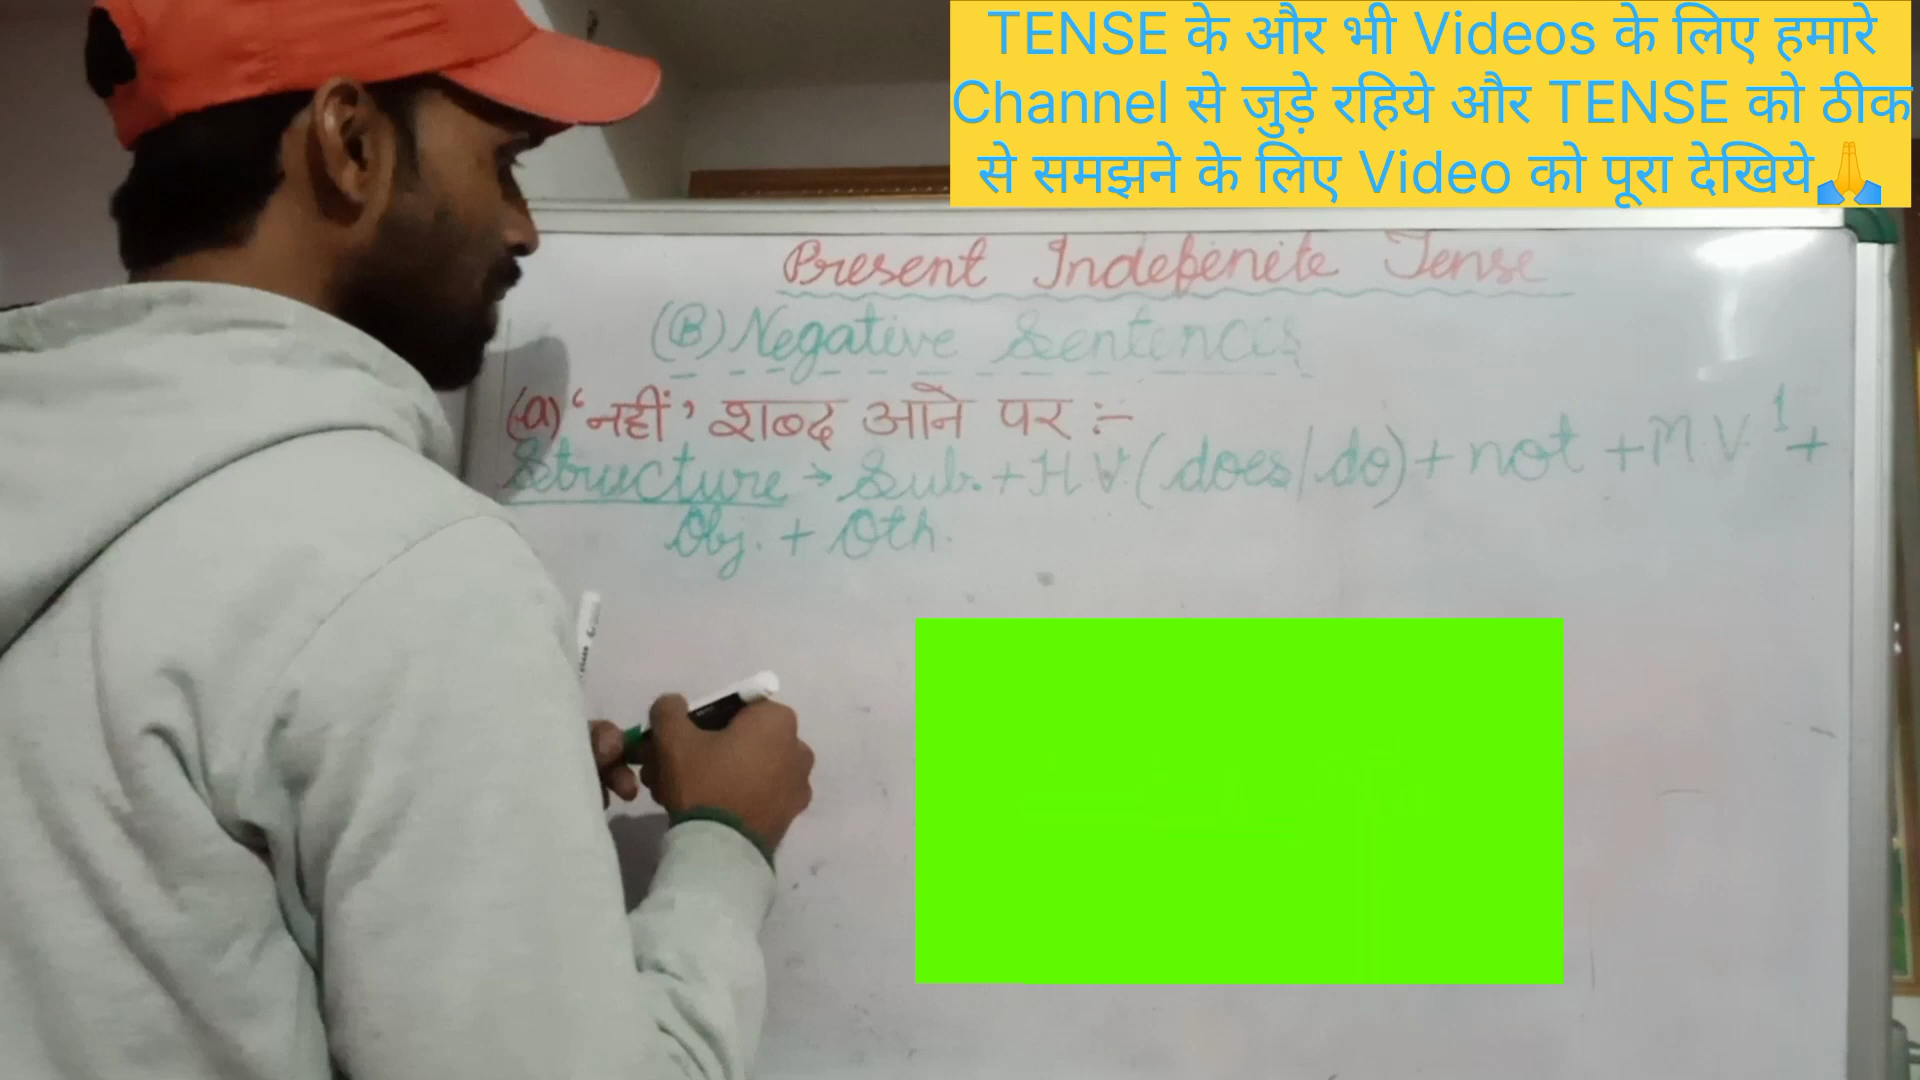 TENSE के और भी Videos के लिए हमारे
Channel से जुड़े रहिये और TENSE को ठीक
से समझने के लिए Video को पूरा देखिये🙏
Present Indefenite Tense
(B) Negative Sentences
(a) ‘नहीं’ शब्द आने पर :-
Structure → Sub. + H.V. (does/do) + not + M.V.¹ +
Obj. + Oth.